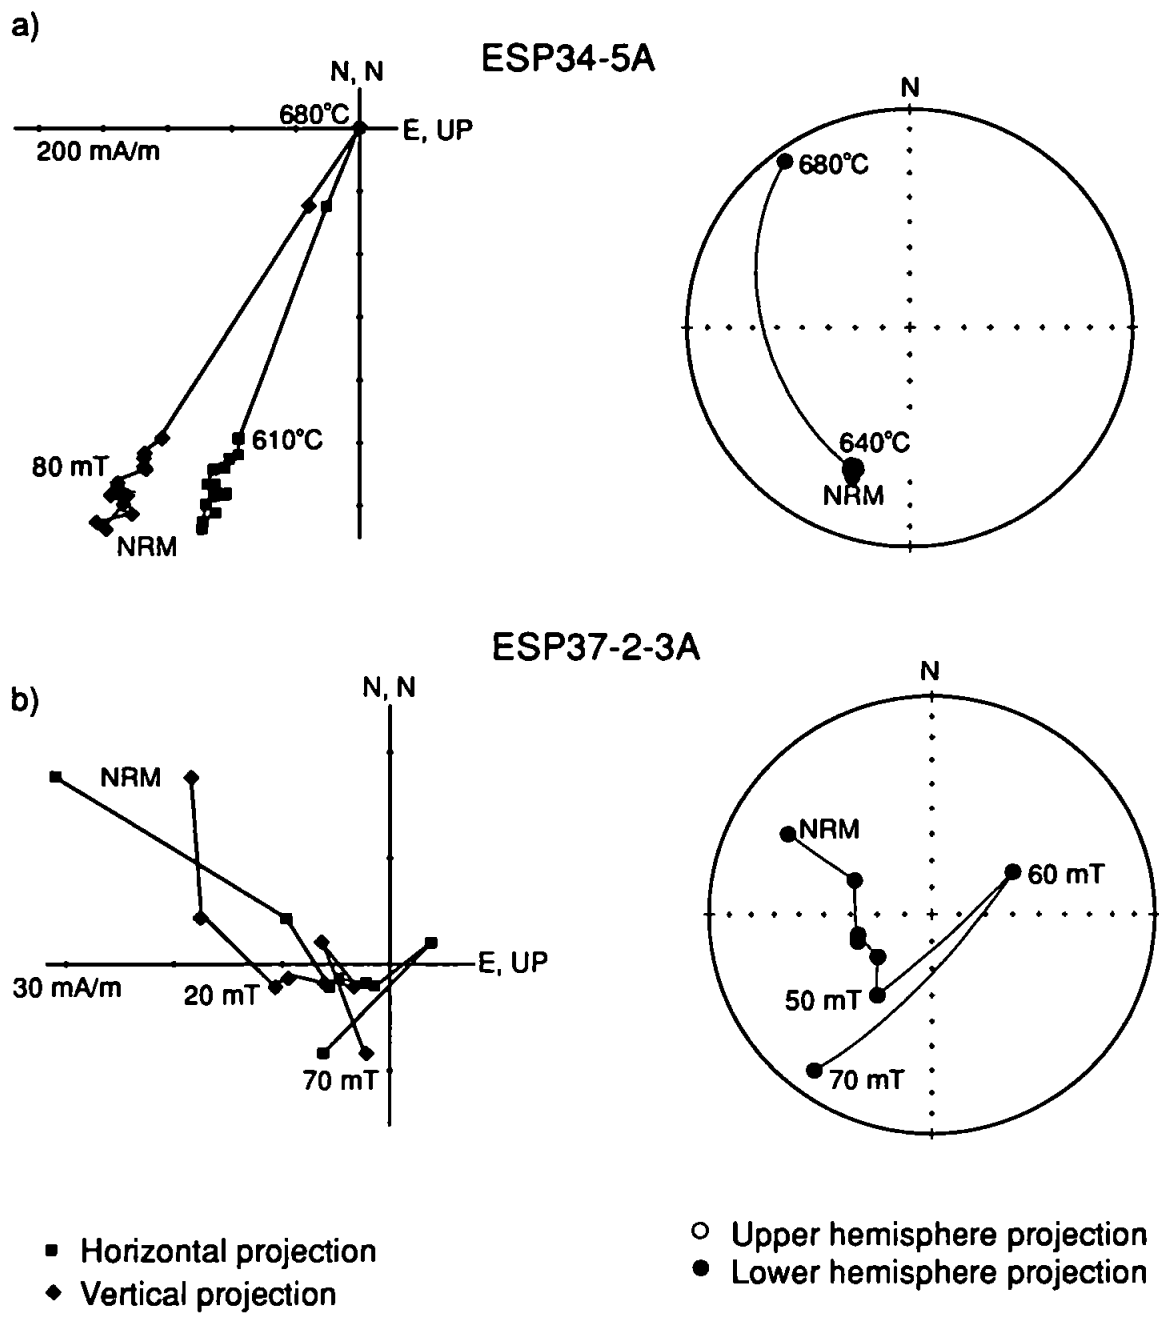 a)
ESP34-5A
N, N
680°C
E, UP
200 mA/m
610°C
80 mT
NRM
N
680°C
640°C
NRM
ESP37-2-3A
b)
N, N
NRM
E, UP
30 mA/m
20 mT
70 mT
N
NRM
60 mT
50 mT
70 mT
Horizontal projection
Vertical projection
Upper hemisphere projection
Lower hemisphere projection